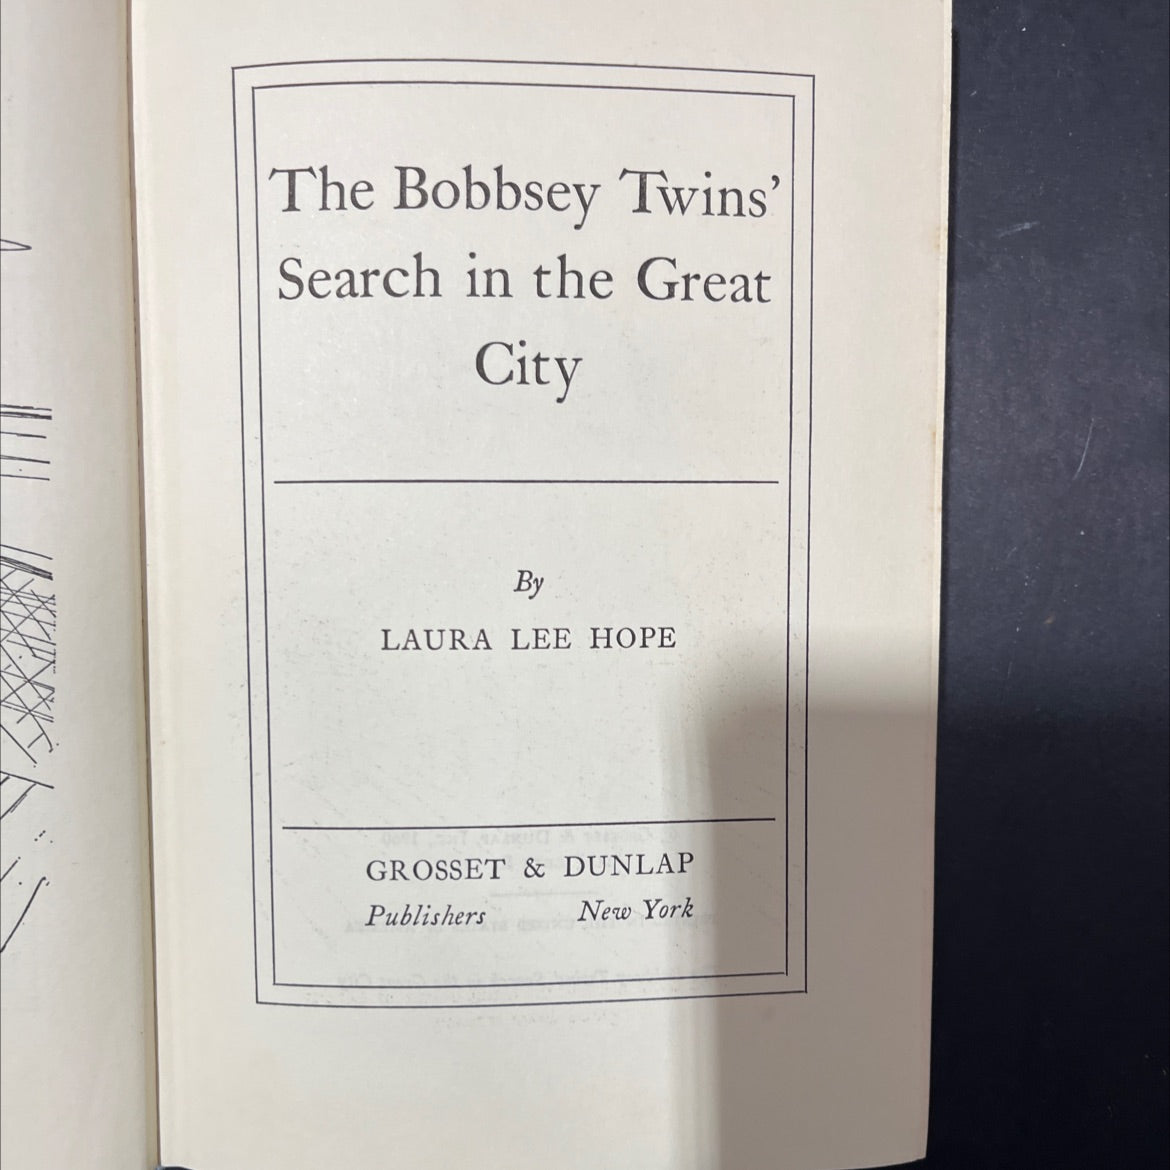 The Bobbsey Twins’
Search in the Great
City
By
LAURA LEE HOPE
GROSSET & DUNLAP
Publishers New York